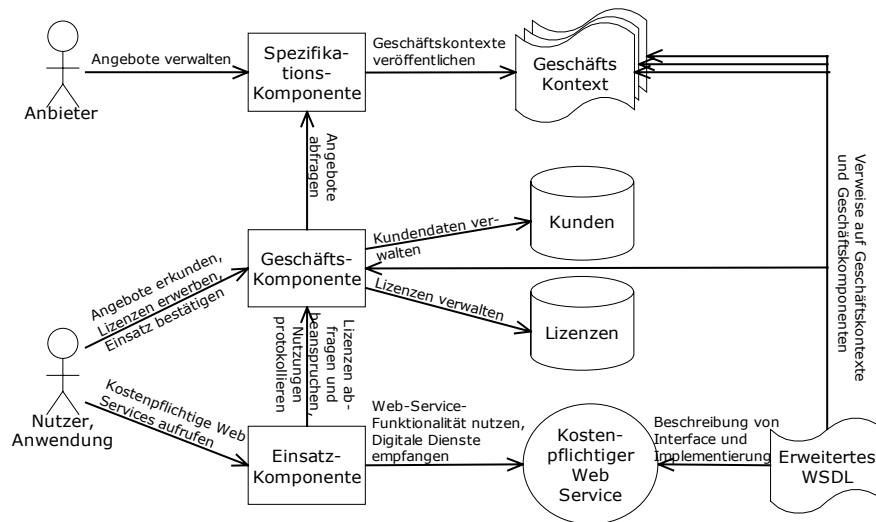 Anbieter
Angebote verwalten
Spezifika-
tions-
Komponente
Geschäftskontexte
veröffentlichen
Geschäfts
Kontext
Angebote
abfragen
Verweise auf Geschäftskontexte
und Geschäftskomponenten
Kundendaten ver-
walten
Kunden
Geschäfts-
Komponente
Angebote erkunden,
Lizenzen erwerben,
Einsatz bestätigen
Lizenzen verwalten
Lizenzen
Lizenzen ab-
fragen und
beanspruchen,
Nutzungen
protokollieren
Nutzer,
Anwendung
Kostenpflichtige Web
Services aufrufen
Einsatz-
Komponente
Web-Service-
Funktionalität nutzen,
Digitale Dienste
empfangen
Kosten-
pflichtiger
Web
Service
Beschreibung von
Interface und
Implementierung
Erweitertes
WSDL